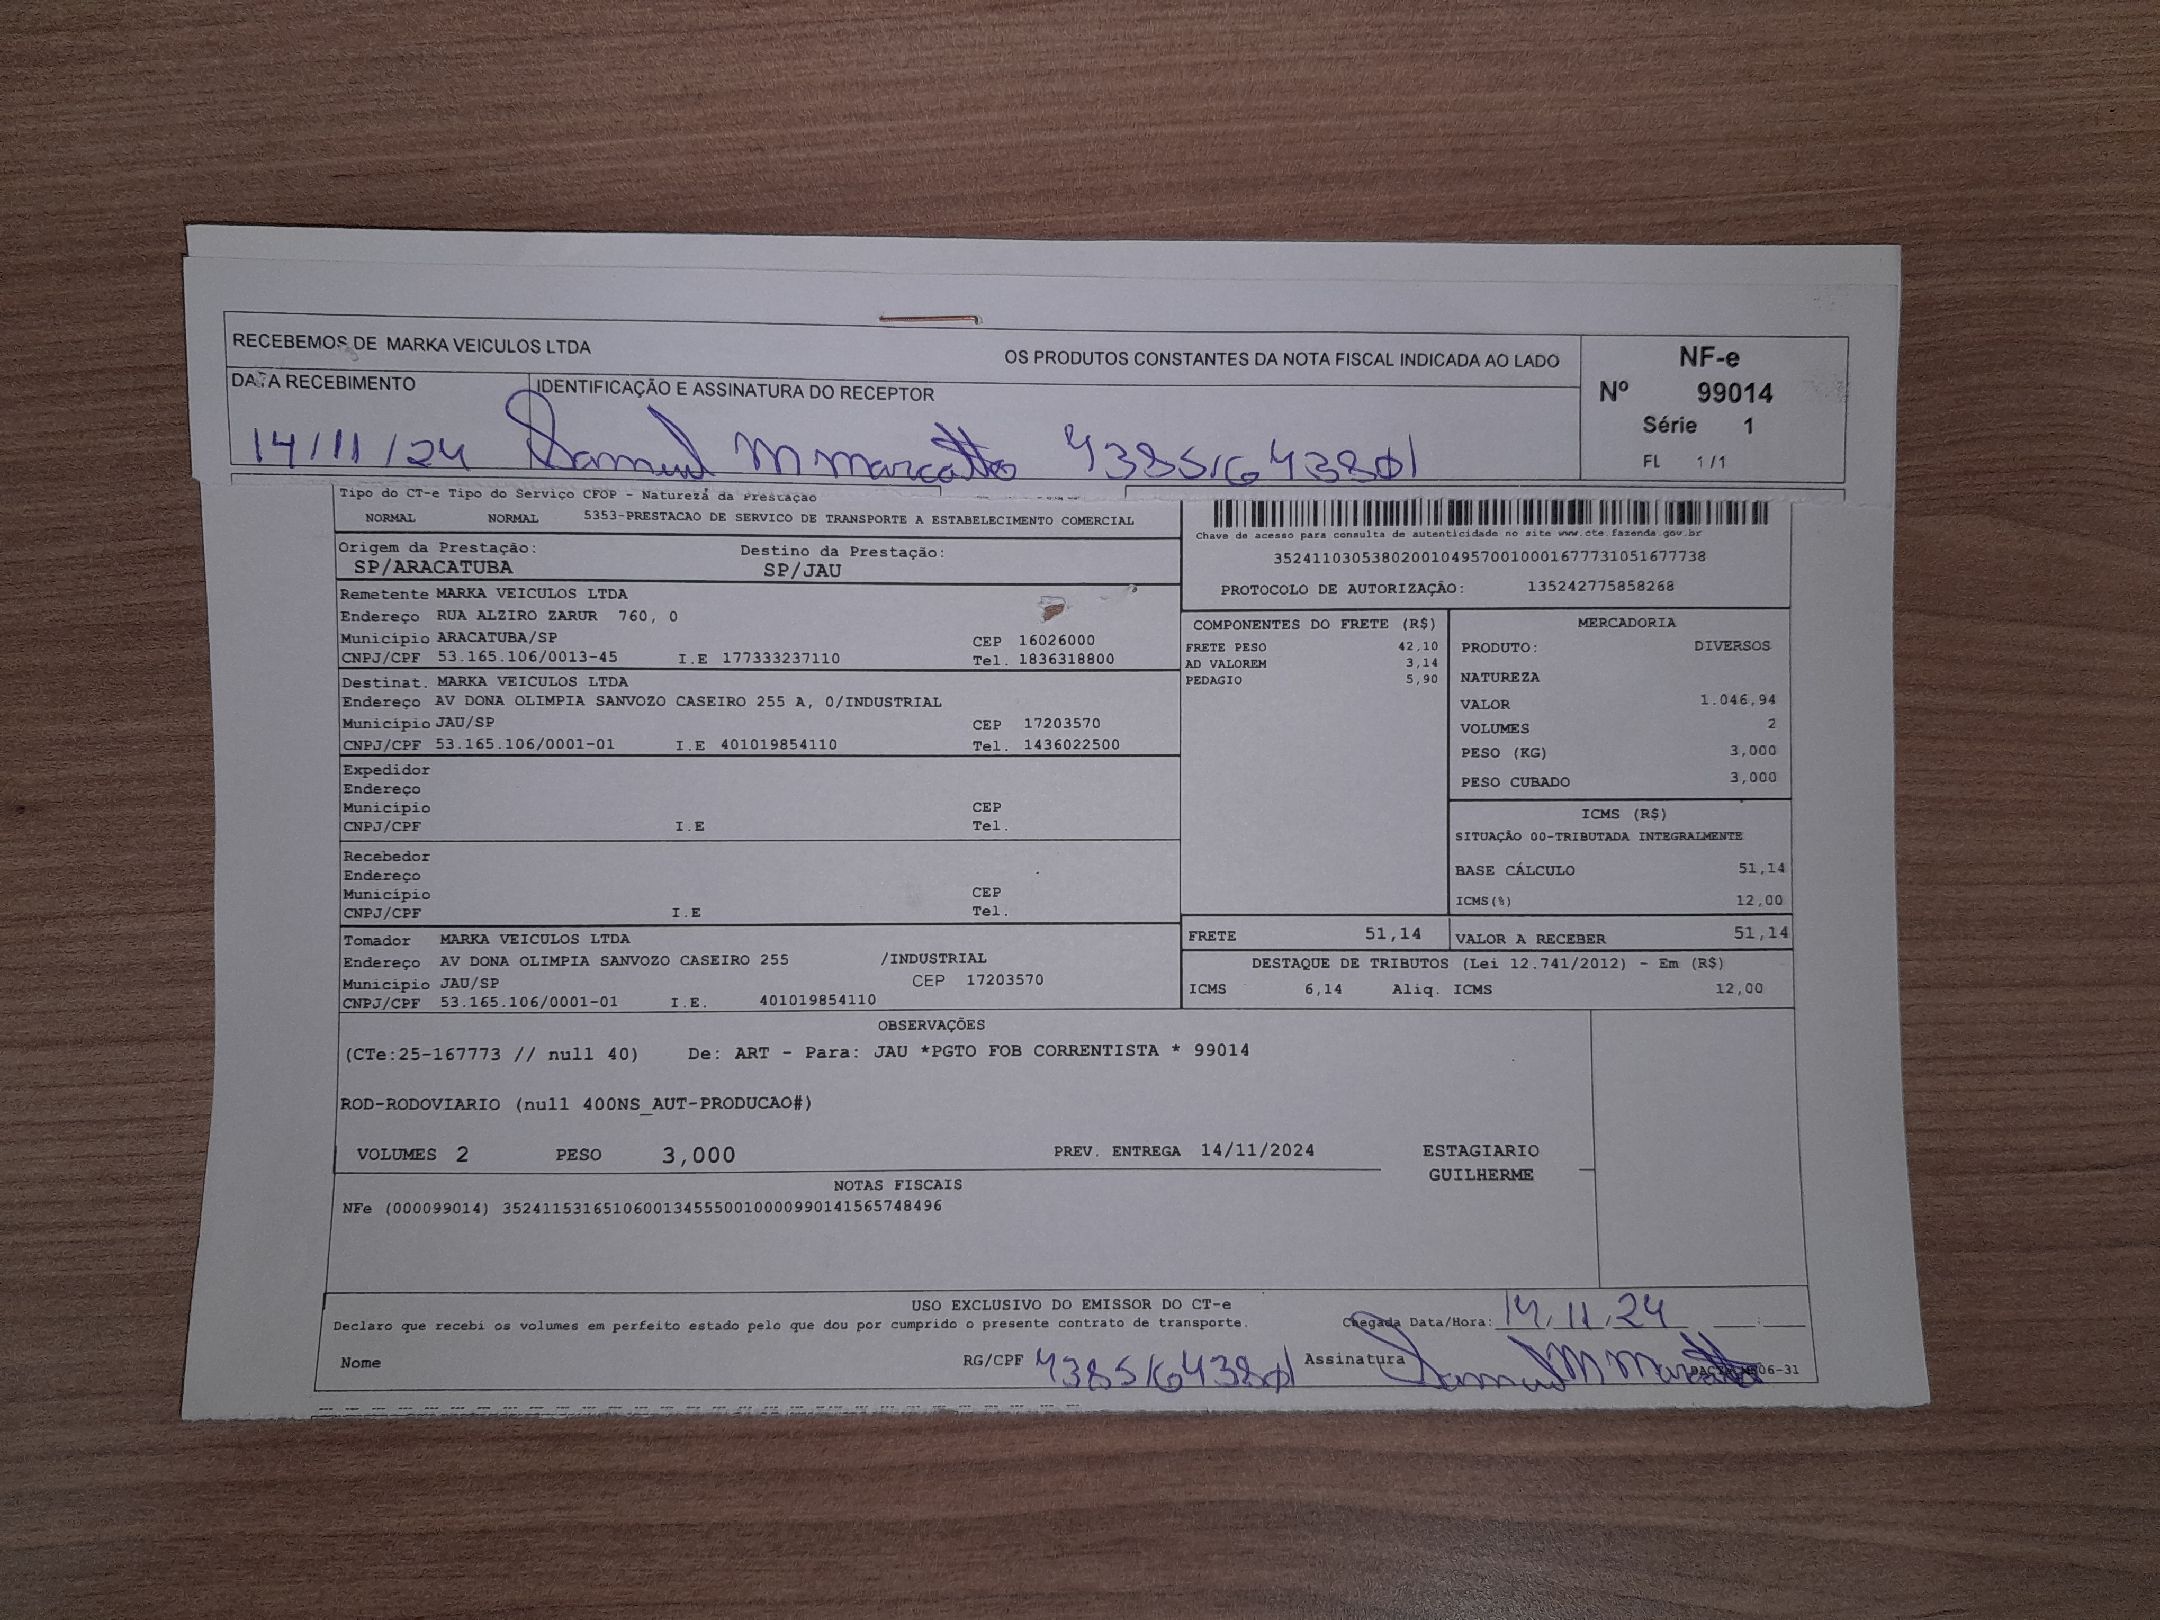 RECEBEMOS DE MARKA VEICULOS LTDA OS PRODUTOS CONSTANTES DA NOTA FISCAL INDICADA AO LADO
NF-e
Nº 99014
Série 1
FL 1/1
DATA RECEBIMENTO IDENTIFICAÇÃO E ASSINATURA DO RECEPTOR
14/11/24 Samuel M Marcatto
Tipo do CT-e Tipo do Serviço CFOP - Natureza da Prestação
NORMAL NORMAL 5353-PRESTACAO DE SERVICO DE TRANSPORTE A ESTABELECIMENTO COMERCIAL
Origem da Prestação: Destino da Prestação:
SP/ARACATUBA SP/JAU
Chave de acesso para consulta de autenticidade no site www.cte.fazenda.gov.br
35241103053802001049570010001677731051677738
PROTOCOLO DE AUTORIZAÇÃO: 135242775858268
Remetente MARKA VEICULOS LTDA
Endereço RUA ALZIRO ZARUR 760, 0
Município ARACATUBA/SP CEP 16026000
CNPJ/CPF 53.165.106/0013-45 I.E 177333237110 Tel. 1836318800
Destinat. MARKA VEICULOS LTDA
Endereço AV DONA OLIMPIA SANVOZO CASEIRO 255 A, 0/INDUSTRIAL
Município JAU/SP CEP 17203570
CNPJ/CPF 53.165.106/0001-01 I.E 401019854110 Tel. 1436022500
Expedidor
Endereço
Município CEP
CNPJ/CPF I.E Tel.
Recebedor
Endereço
Município CEP
CNPJ/CPF I.E Tel.
Tomador MARKA VEICULOS LTDA
Endereço AV DONA OLIMPIA SANVOZO CASEIRO 255 /INDUSTRIAL
Município JAU/SP CEP 17203570
CNPJ/CPF 53.165.106/0001-01 I.E. 401019854110
COMPONENTES DO FRETE (R$)
FRETE PESO 42,10
AD VALOREM 3,14
PEDAGIO 5,90
MERCADORIA
PRODUTO: DIVERSOS
NATUREZA
VALOR 1.046,94
VOLUMES 2
PESO (KG) 3,000
PESO CUBADO 3,000
ICMS (R$)
SITUAÇÃO 00-TRIBUTADA INTEGRALMENTE
BASE CÁLCULO 51,14
ICMS(%) 12,00
FRETE 51,14 VALOR A RECEBER 51,14
DESTAQUE DE TRIBUTOS (Lei 12.741/2012) - Em (R$)
ICMS 6,14 Aliq. ICMS 12,00
OBSERVAÇÕES
(CTe:25-167773 // null 40) De: ART - Para: JAU *PGTO FOB CORRENTISTA * 99014
ROD-RODOVIARIO (null 400NS_AUT-PRODUCAO#)
VOLUMES 2 PESO 3,000 PREV. ENTREGA 14/11/2024 ESTAGIARIO
GUILHERME
NOTAS FISCAIS
NFe (000099014) 35241153165106001345550010000990141565748496
USO EXCLUSIVO DO EMISSOR DO CT-e
Declaro que recebi os volumes em perfeito estado pelo que dou por cumprido o presente contrato de transporte. Chegada Data/Hora: 14/11/24
Nome RG/CPF Assinatura Samuel M Marcatto